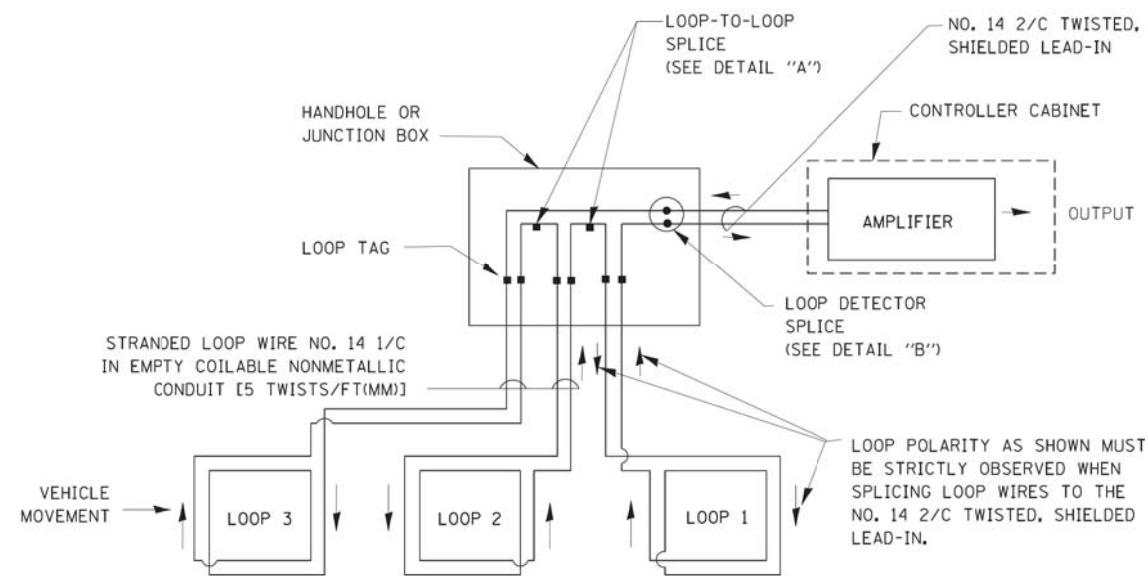 LOOP-TO-LOOP
SPLICE
(SEE DETAIL "A")
NO. 14 2/C TWISTED,
SHIELDED LEAD-IN
HANDHOLE OR
JUNCTION BOX
CONTROLLER CABINET
AMPLIFIER
OUTPUT
LOOP TAG
LOOP DETECTOR
SPLICE
(SEE DETAIL "B")
STRANDED LOOP WIRE NO. 14 1/C
IN EMPTY COILABLE NONMETALLIC
CONDUIT [5 TWISTS/FT(MM)]
LOOP POLARITY AS SHOWN MUST
BE STRICTLY OBSERVED WHEN
SPLICING LOOP WIRES TO THE
NO. 14 2/C TWISTED, SHIELDED
LEAD-IN.
VEHICLE
MOVEMENT
LOOP 3
LOOP 2
LOOP 1